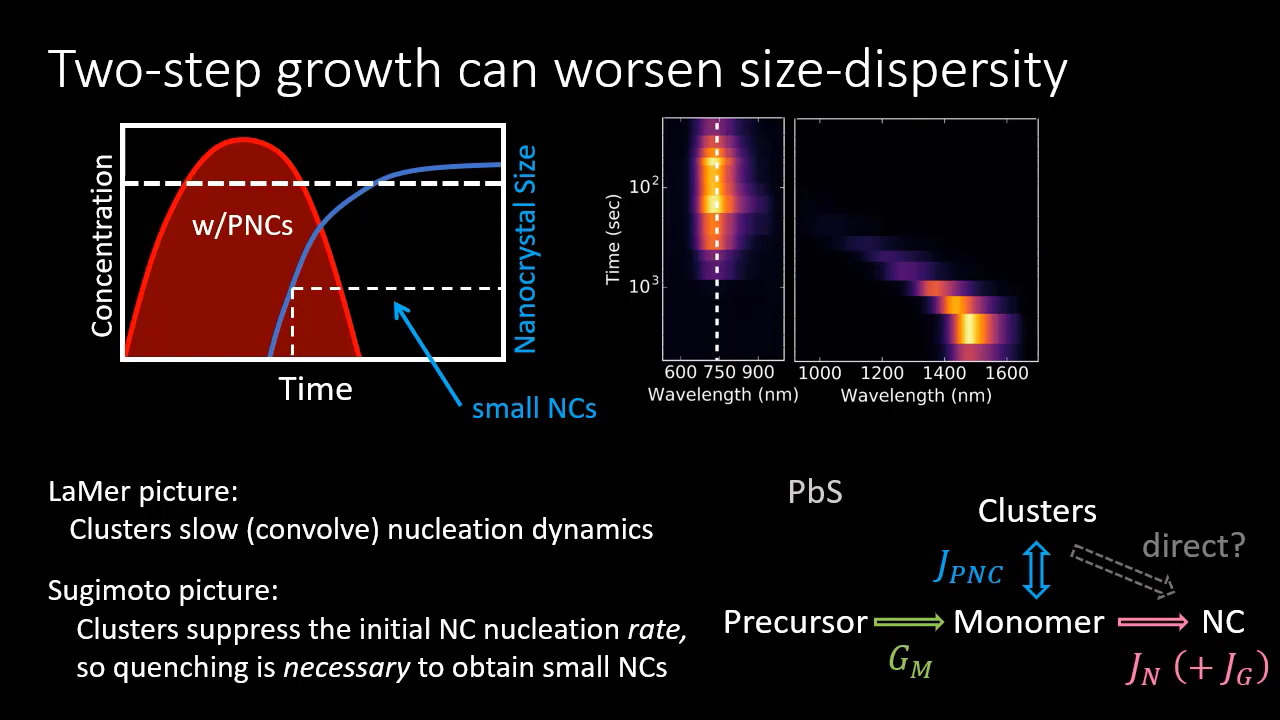 Two-step growth can worsen size-dispersity
Concentration
w/PNCs
Nanocrystal Size
Time
small NCs
Time (sec)
10²
10³
600 750 900
Wavelength (nm)
1000 1200 1400 1600
Wavelength (nm)
LaMer picture:
Clusters slow (convolve) nucleation dynamics
Sugimoto picture:
Clusters suppress the initial NC nucleation rate,
so quenching is necessary to obtain small NCs
PbS
Clusters
direct?
J_PNC
Precursor
Monomer
NC
G_M
J_N (+ J_G)